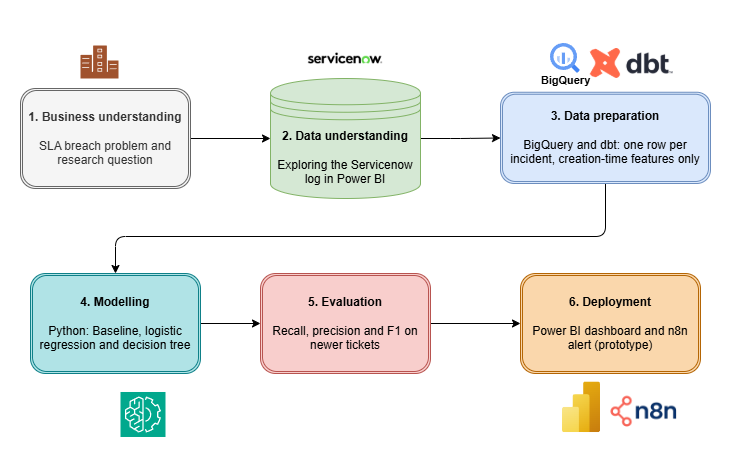 servicenow
BigQuery
dbt
1. Business understanding
SLA breach problem and
research question
2. Data understanding
Exploring the Servicenow
log in Power BI
3. Data preparation
BigQuery and dbt: one row per
incident, creation-time features only
4. Modelling
Python: Baseline, logistic
regression and decision tree
5. Evaluation
Recall, precision and F1 on
newer tickets
6. Deployment
Power BI dashboard and n8n
alert (prototype)
n8n